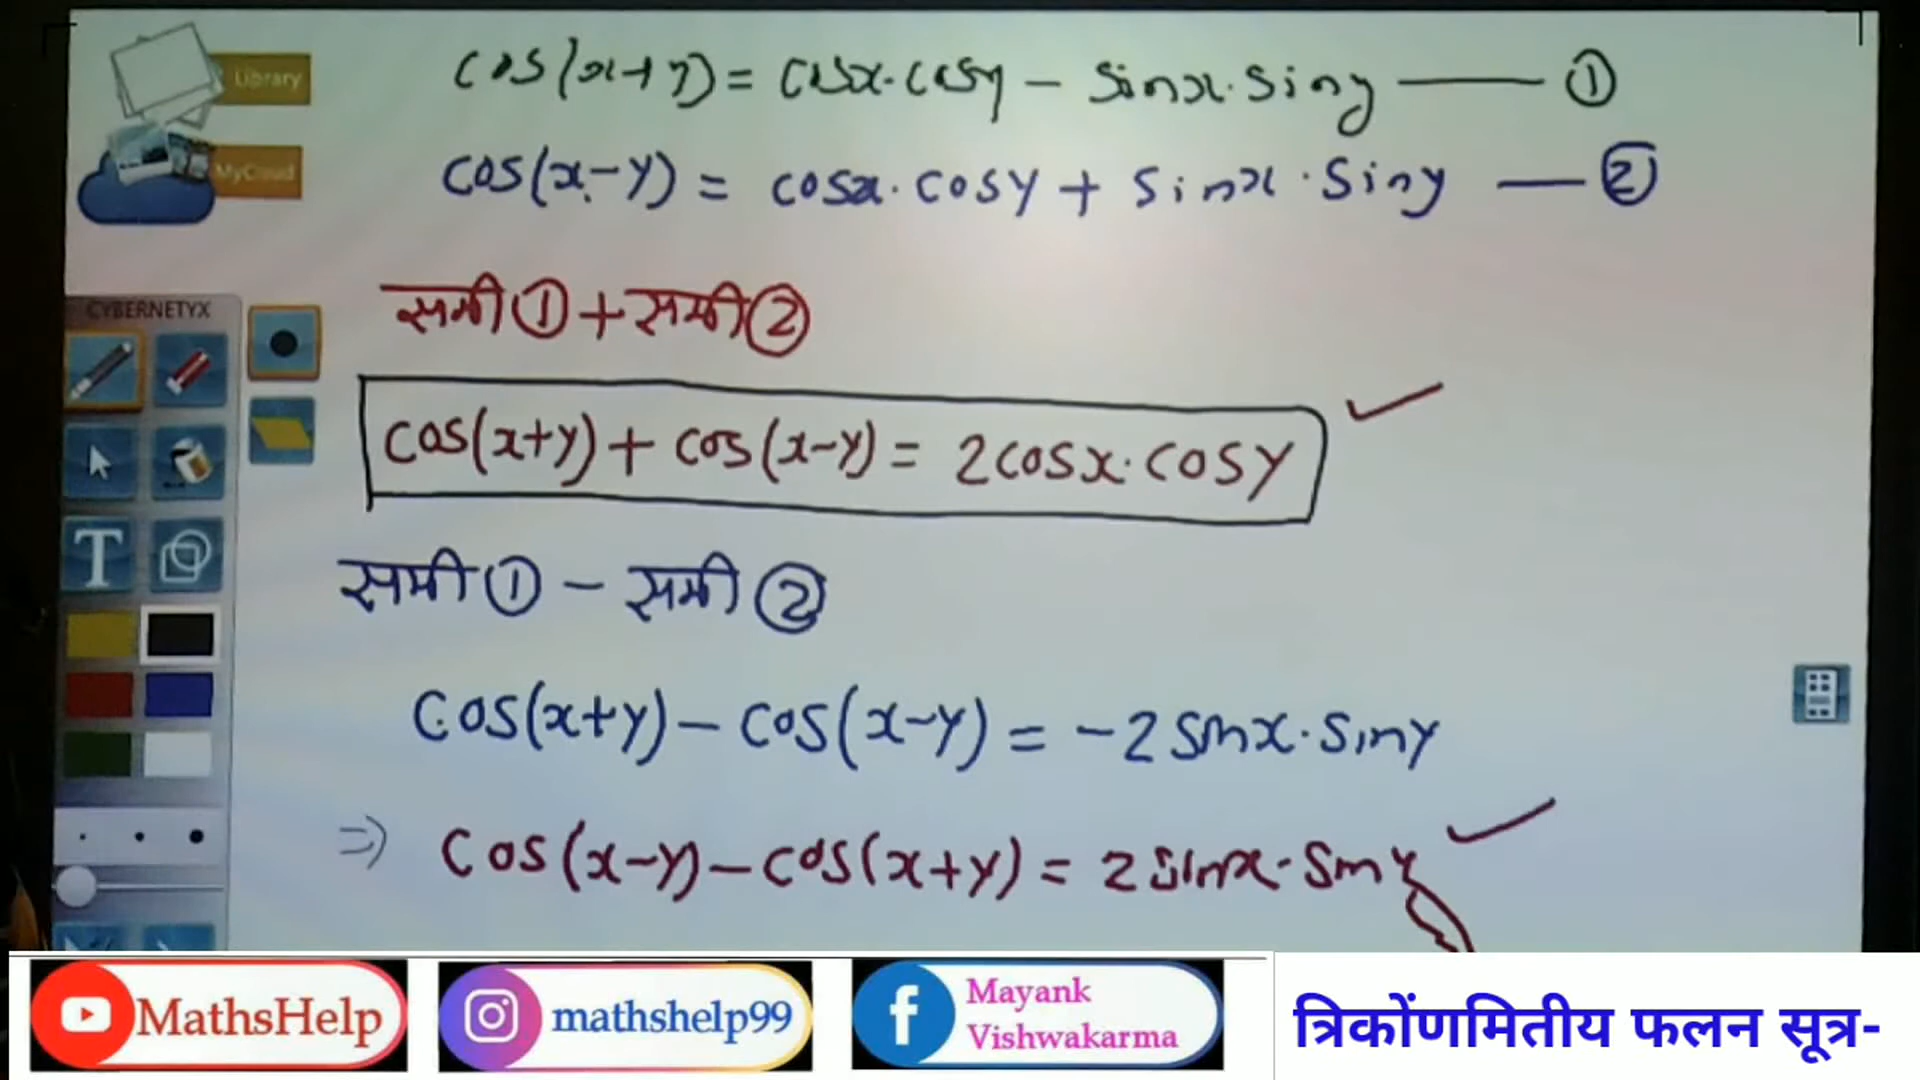 Library
cos(x+y) = cosx.cosy - sinx.siny —— ①
MyCloud
cos(x-y) = cosx.cosy + sinx.siny — ②
CYBERNETYX
समी ① + समी ②
cos(x+y) + cos(x-y) = 2cosx.cosy
T
समी ① - समी ②
cos(x+y) - cos(x-y) = -2sinx.siny
⇒ cos(x-y) - cos(x+y) = 2sinx.siny
MathsHelp
mathshelp99
f
Mayank
Vishwakarma
त्रिकोंणमितीय फलन सूत्र-